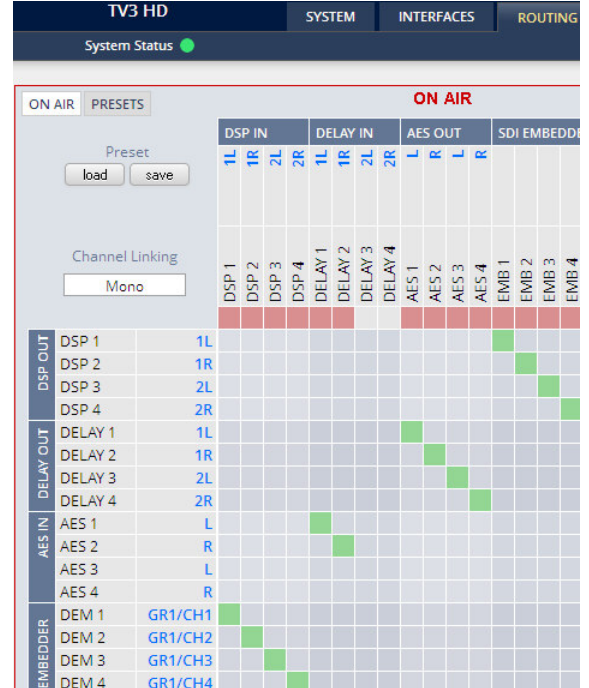 TV3 HD
SYSTEM
INTERFACES
ROUTING
System Status
ON AIR
PRESETS
ON AIR
DSP IN
DELAY IN
AES OUT
SDI EMBEDDE
Preset
load
save
1L
1R
2L
2R
1L
1R
2L
2R
L
R
L
R
Channel Linking
Mono
DSP 1
DSP 2
DSP 3
DSP 4
DELAY 1
DELAY 2
DELAY 3
DELAY 4
AES 1
AES 2
AES 3
AES 4
EMB 1
EMB 2
EMB 3
EMB 4
DSP OUT
DSP 1 1L
DSP 2 1R
DSP 3 2L
DSP 4 2R
DELAY OUT
DELAY 1 1L
DELAY 2 1R
DELAY 3 2L
DELAY 4 2R
AES IN
AES 1 L
AES 2 R
AES 3 L
AES 4 R
EMBEDDER
DEM 1 GR1/CH1
DEM 2 GR1/CH2
DEM 3 GR1/CH3
DEM 4 GR1/CH4